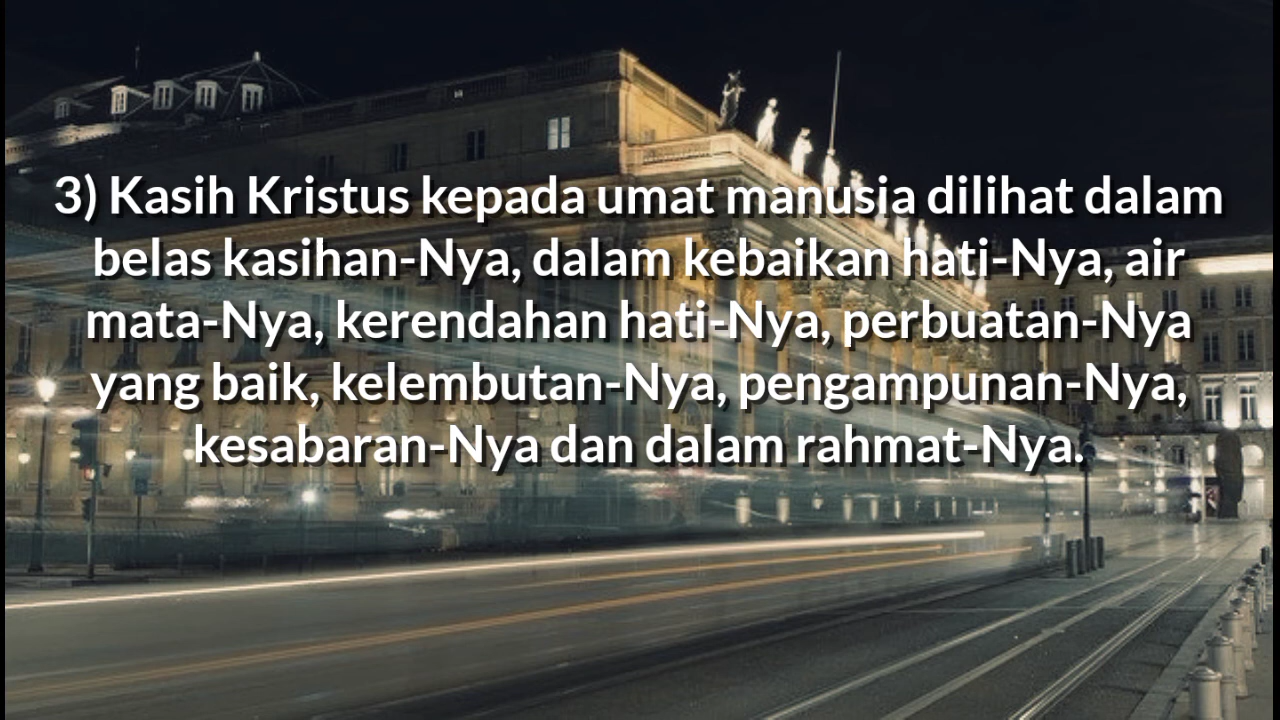 3) Kasih Kristus kepada umat manusia dilihat dalam
belas kasihan-Nya, dalam kebaikan hati-Nya, air
mata-Nya, kerendahan hati-Nya, perbuatan-Nya
yang baik, kelembutan-Nya, pengampunan-Nya,
kesabaran-Nya dan dalam rahmat-Nya.